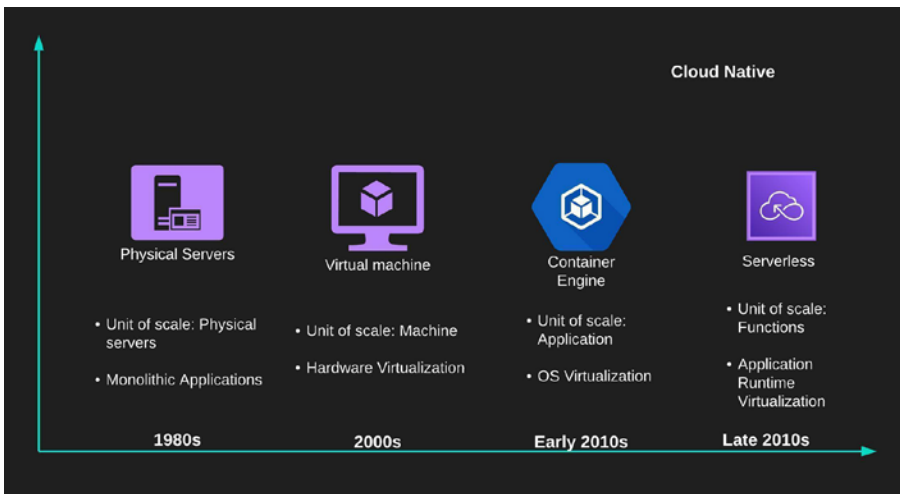 Cloud Native
Physical Servers
• Unit of scale: Physical
servers
• Monolithic Applications
1980s
Virtual machine
• Unit of scale: Machine
• Hardware Virtualization
2000s
Container
Engine
• Unit of scale:
Application
• OS Virtualization
Early 2010s
Serverless
• Unit of scale:
Functions
• Application
Runtime
Virtualization
Late 2010s